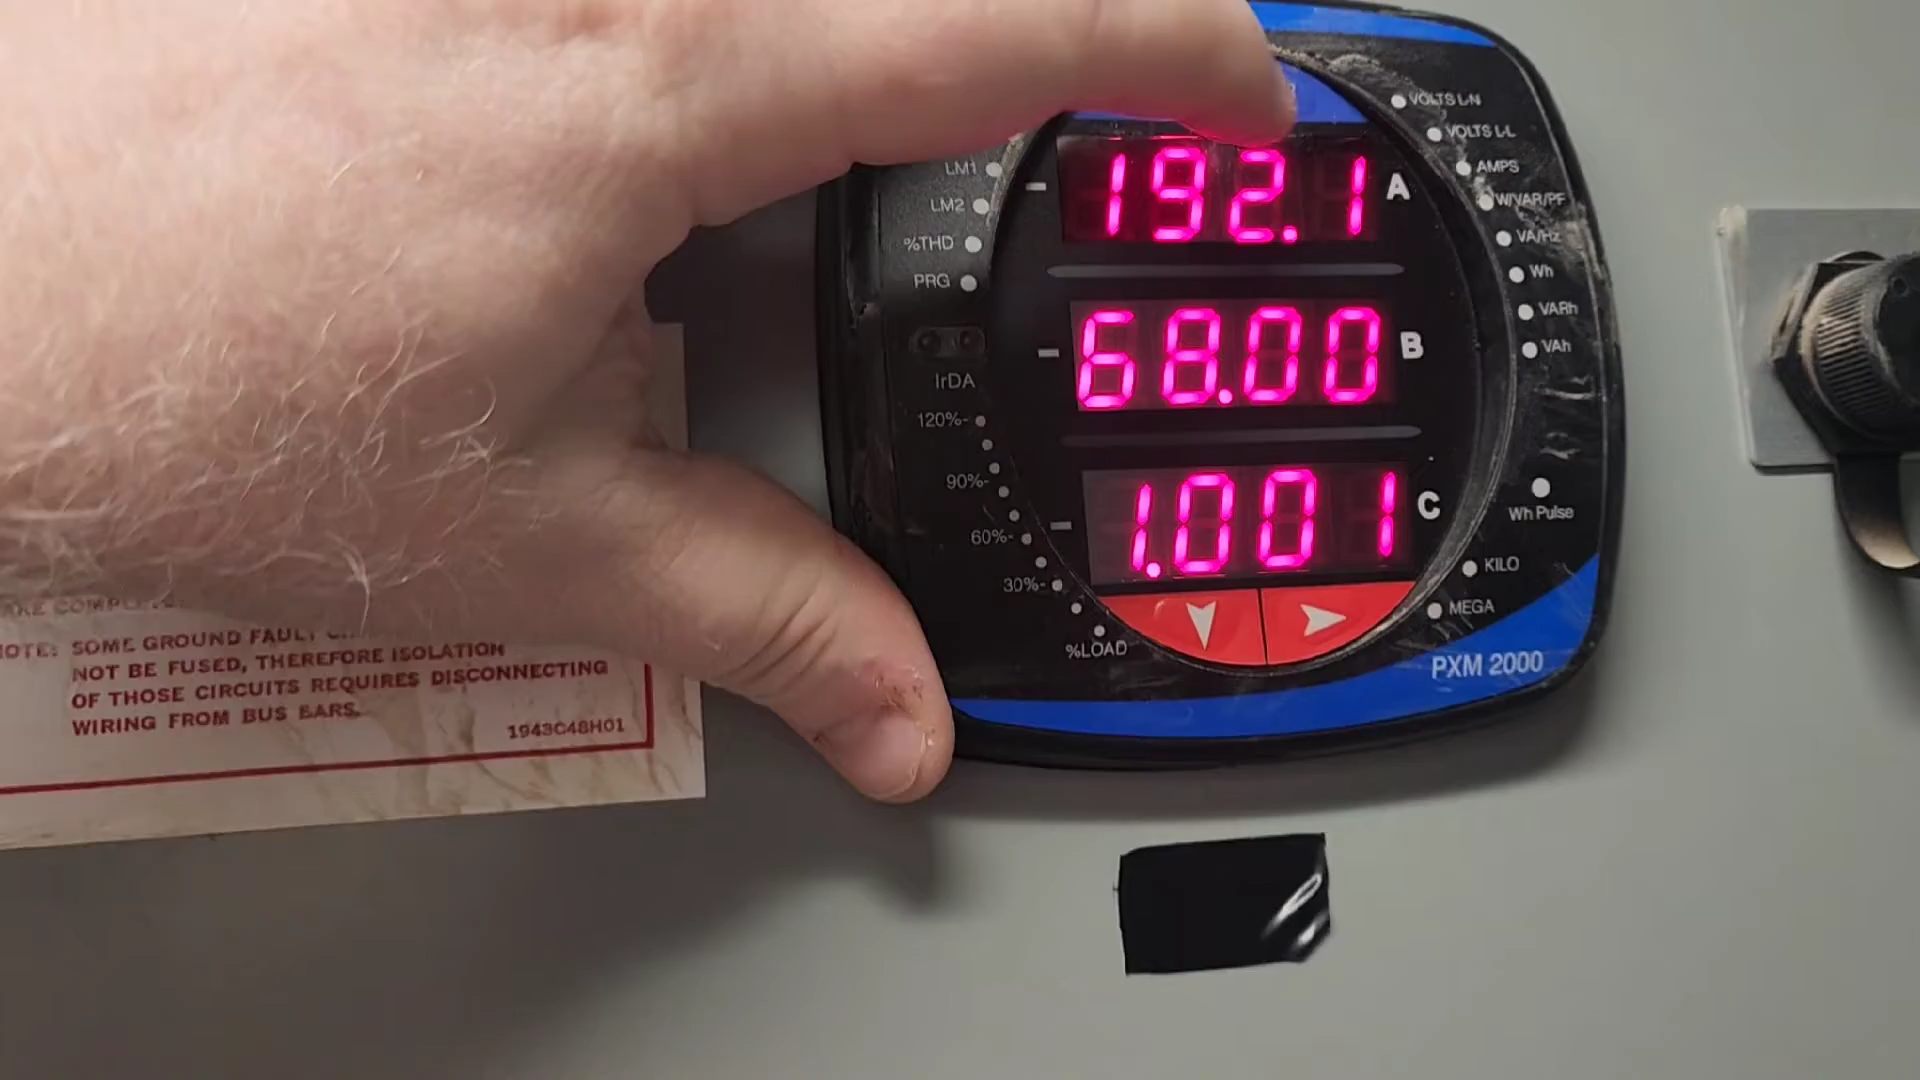 VOLTS L-N
VOLTS L-L
AMPS
W/VAR/PF
VA/Hz
Wh
VARh
VAh
LM1
LM2
%THD
PRG
IrDA
120%-
90%-
60%-
30%-
%LOAD
192.1 A
68.00 B
1.001 C
Wh Pulse
KILO
MEGA
PXM 2000
NOTE: SOME GROUND FAULT
NOT BE FUSED, THEREFORE ISOLATION
OF THOSE CIRCUITS REQUIRES DISCONNECTING
WIRING FROM BUS BARS.
1943C48H01